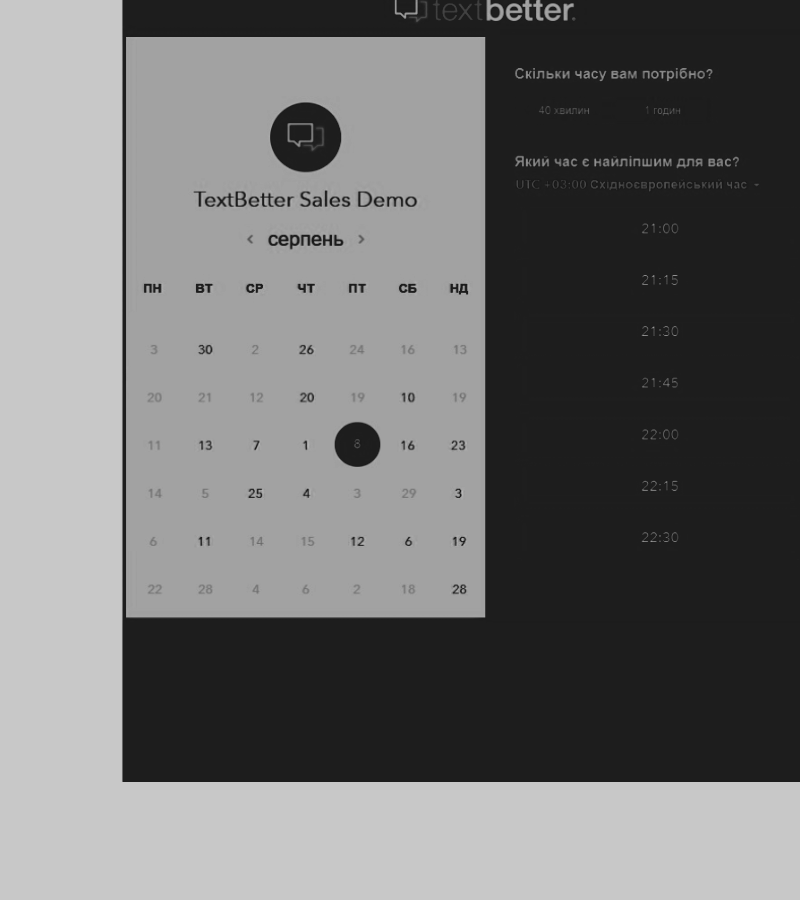 textbetter.
TextBetter Sales Demo
< серпень >
ПН ВТ СР ЧТ ПТ СБ НД
3 30 2 26 24 16 13
20 21 12 20 19 10 19
11 13 7 1 8 16 23
14 5 25 4 3 29 3
6 11 14 15 12 6 19
22 28 4 6 2 18 28
Скільки часу вам потрібно?
40 хвилин 1 годин
Який час є найліпшим для вас?
UTC +03:00 Східноєвропейський час
21:00
21:15
21:30
21:45
22:00
22:15
22:30